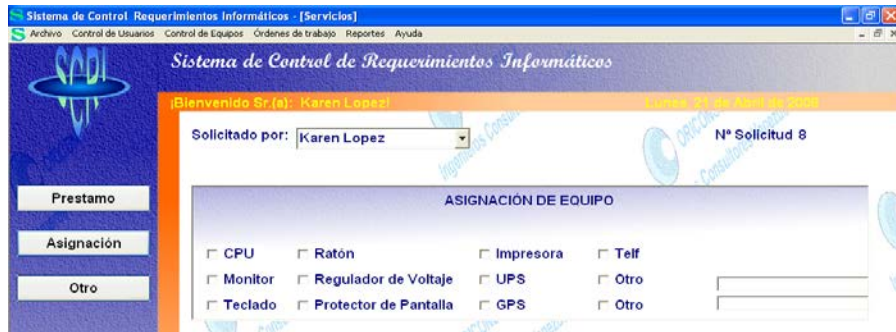 Sistema de Control Requerimientos Informáticos - [Servicios]
Archivo Control de Usuarios Control de Equipos Órdenes de trabajo Reportes Ayuda
Sistema de Control de Requerimientos Informáticos
¡Bienvenido Sr.(a): Karen Lopez! Lunes, 21 de Abril de 2008
Solicitado por: Karen Lopez Nº Solicitud 8
Prestamo
Asignación
Otro
ASIGNACIÓN DE EQUIPO
CPU Ratón Impresora Telf
Monitor Regulador de Voltaje UPS Otro
Teclado Protector de Pantalla GPS Otro